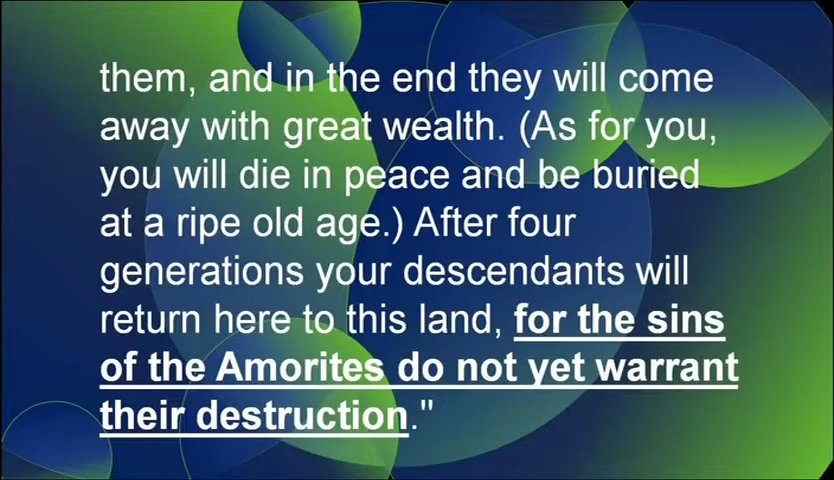 them, and in the end they will come
away with great wealth. (As for you,
you will die in peace and be buried
at a ripe old age.) After four
generations your descendants will
return here to this land, for the sins
of the Amorites do not yet warrant
their destruction."